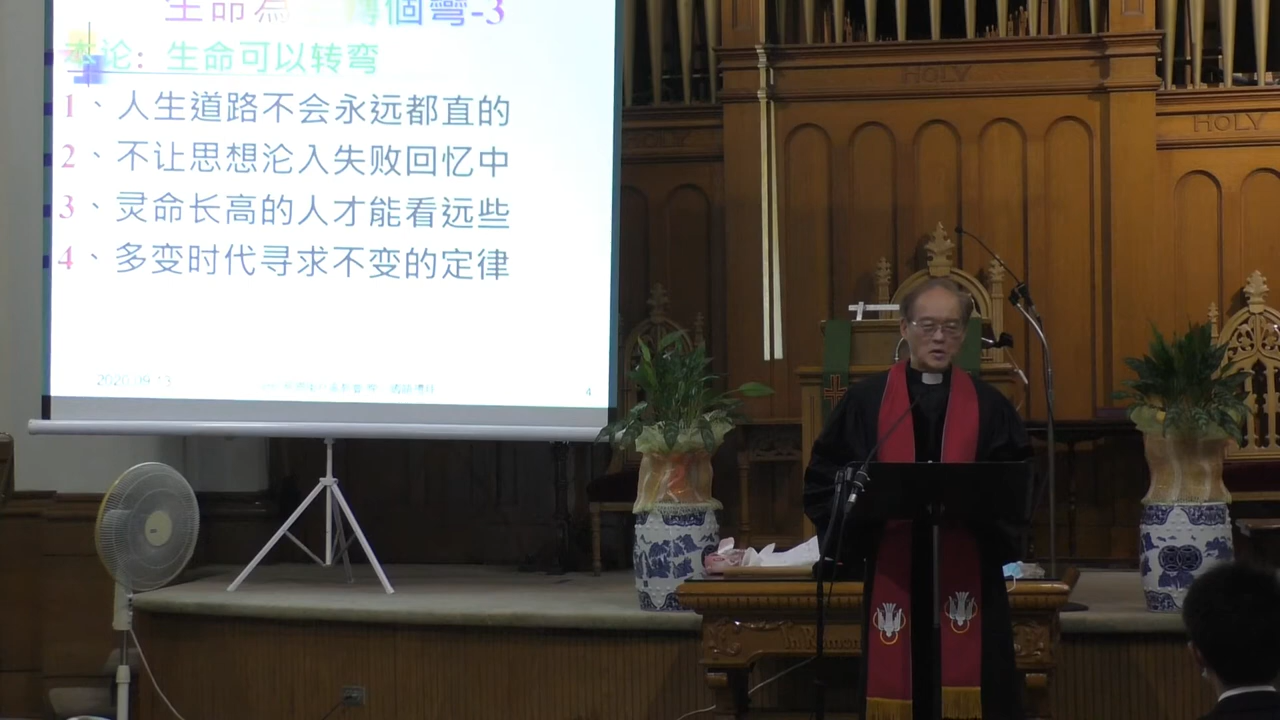 生命為 轉個彎-3
本论：生命可以转弯
1、人生道路不会永远都直的
2、不让思想沦入失败回忆中
3、灵命长高的人才能看远些
4、多变时代寻求不变的定律
2020.09.13
4
HOLY
HOLY